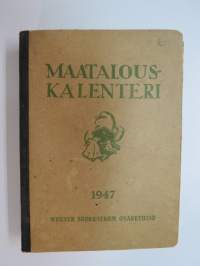 MAATALOUS-
KALENTERI
1947
WERNER SÖDERSTRÖM OSAKEYHTIÖ